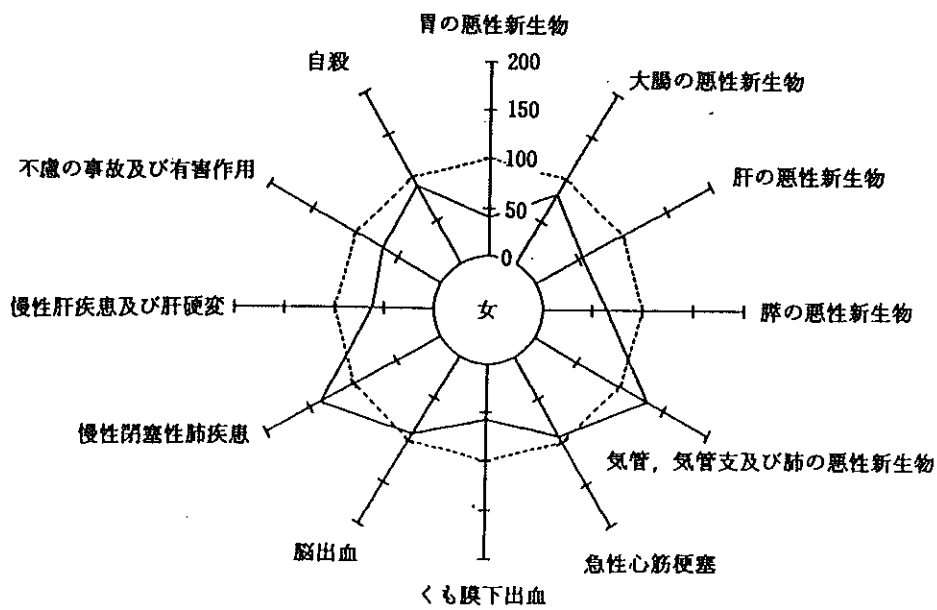 胃の悪性新生物
200
150
100
50
0
大腸の悪性新生物
肝の悪性新生物
膵の悪性新生物
気管,気管支及び肺の悪性新生物
急性心筋梗塞
くも膜下出血
脳出血
慢性閉塞性肺疾患
慢性肝疾患及び肝硬変
不慮の事故及び有害作用
自殺
女